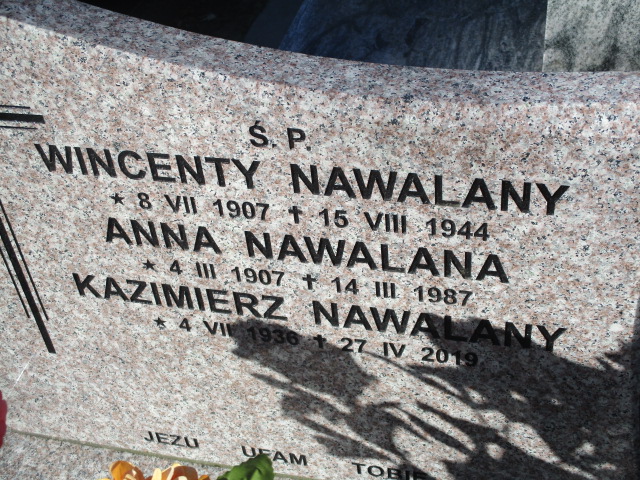 Ś. P.
WINCENTY NAWALANY
* 8 VII 1907 ✝ 15 VIII 1944
ANNA NAWALANA
* 4 III 1907 ✝ 14 III 1987
KAZIMIERZ NAWALANY
* 4 VII 1936 ✝ 27 IV 2019
JEZU UFAM TOBIE